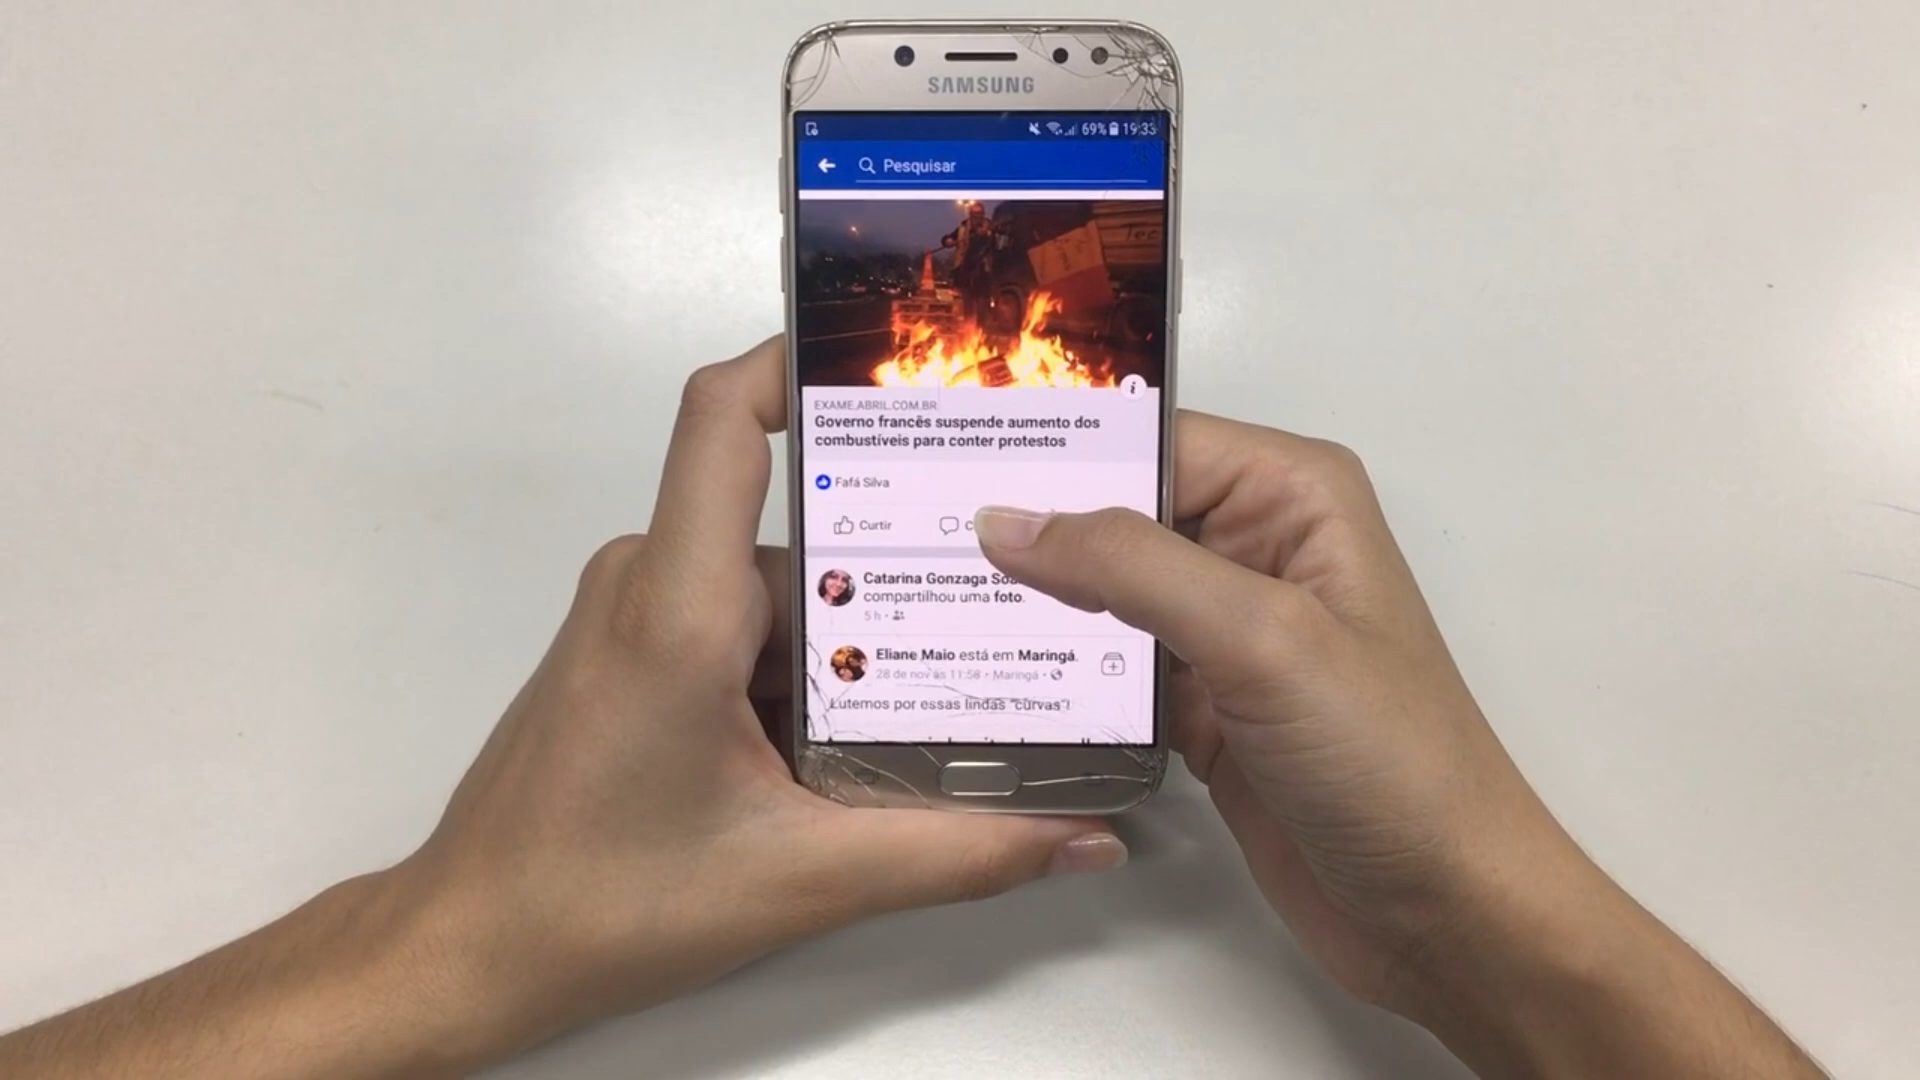 SAMSUNG
69% 19:33
Pesquisar
Tec
EXAME.ABRIL.COM.BR
Governo francês suspende aumento dos
combustíveis para conter protestos
Fafá Silva
Curtir C
Catarina Gonzaga
compartilhou uma foto.
5 h
Eliane Maio está em Maringá.
28 de nov às 11:58 • Maringá •
Lutemos por essas lindas "curvas"!